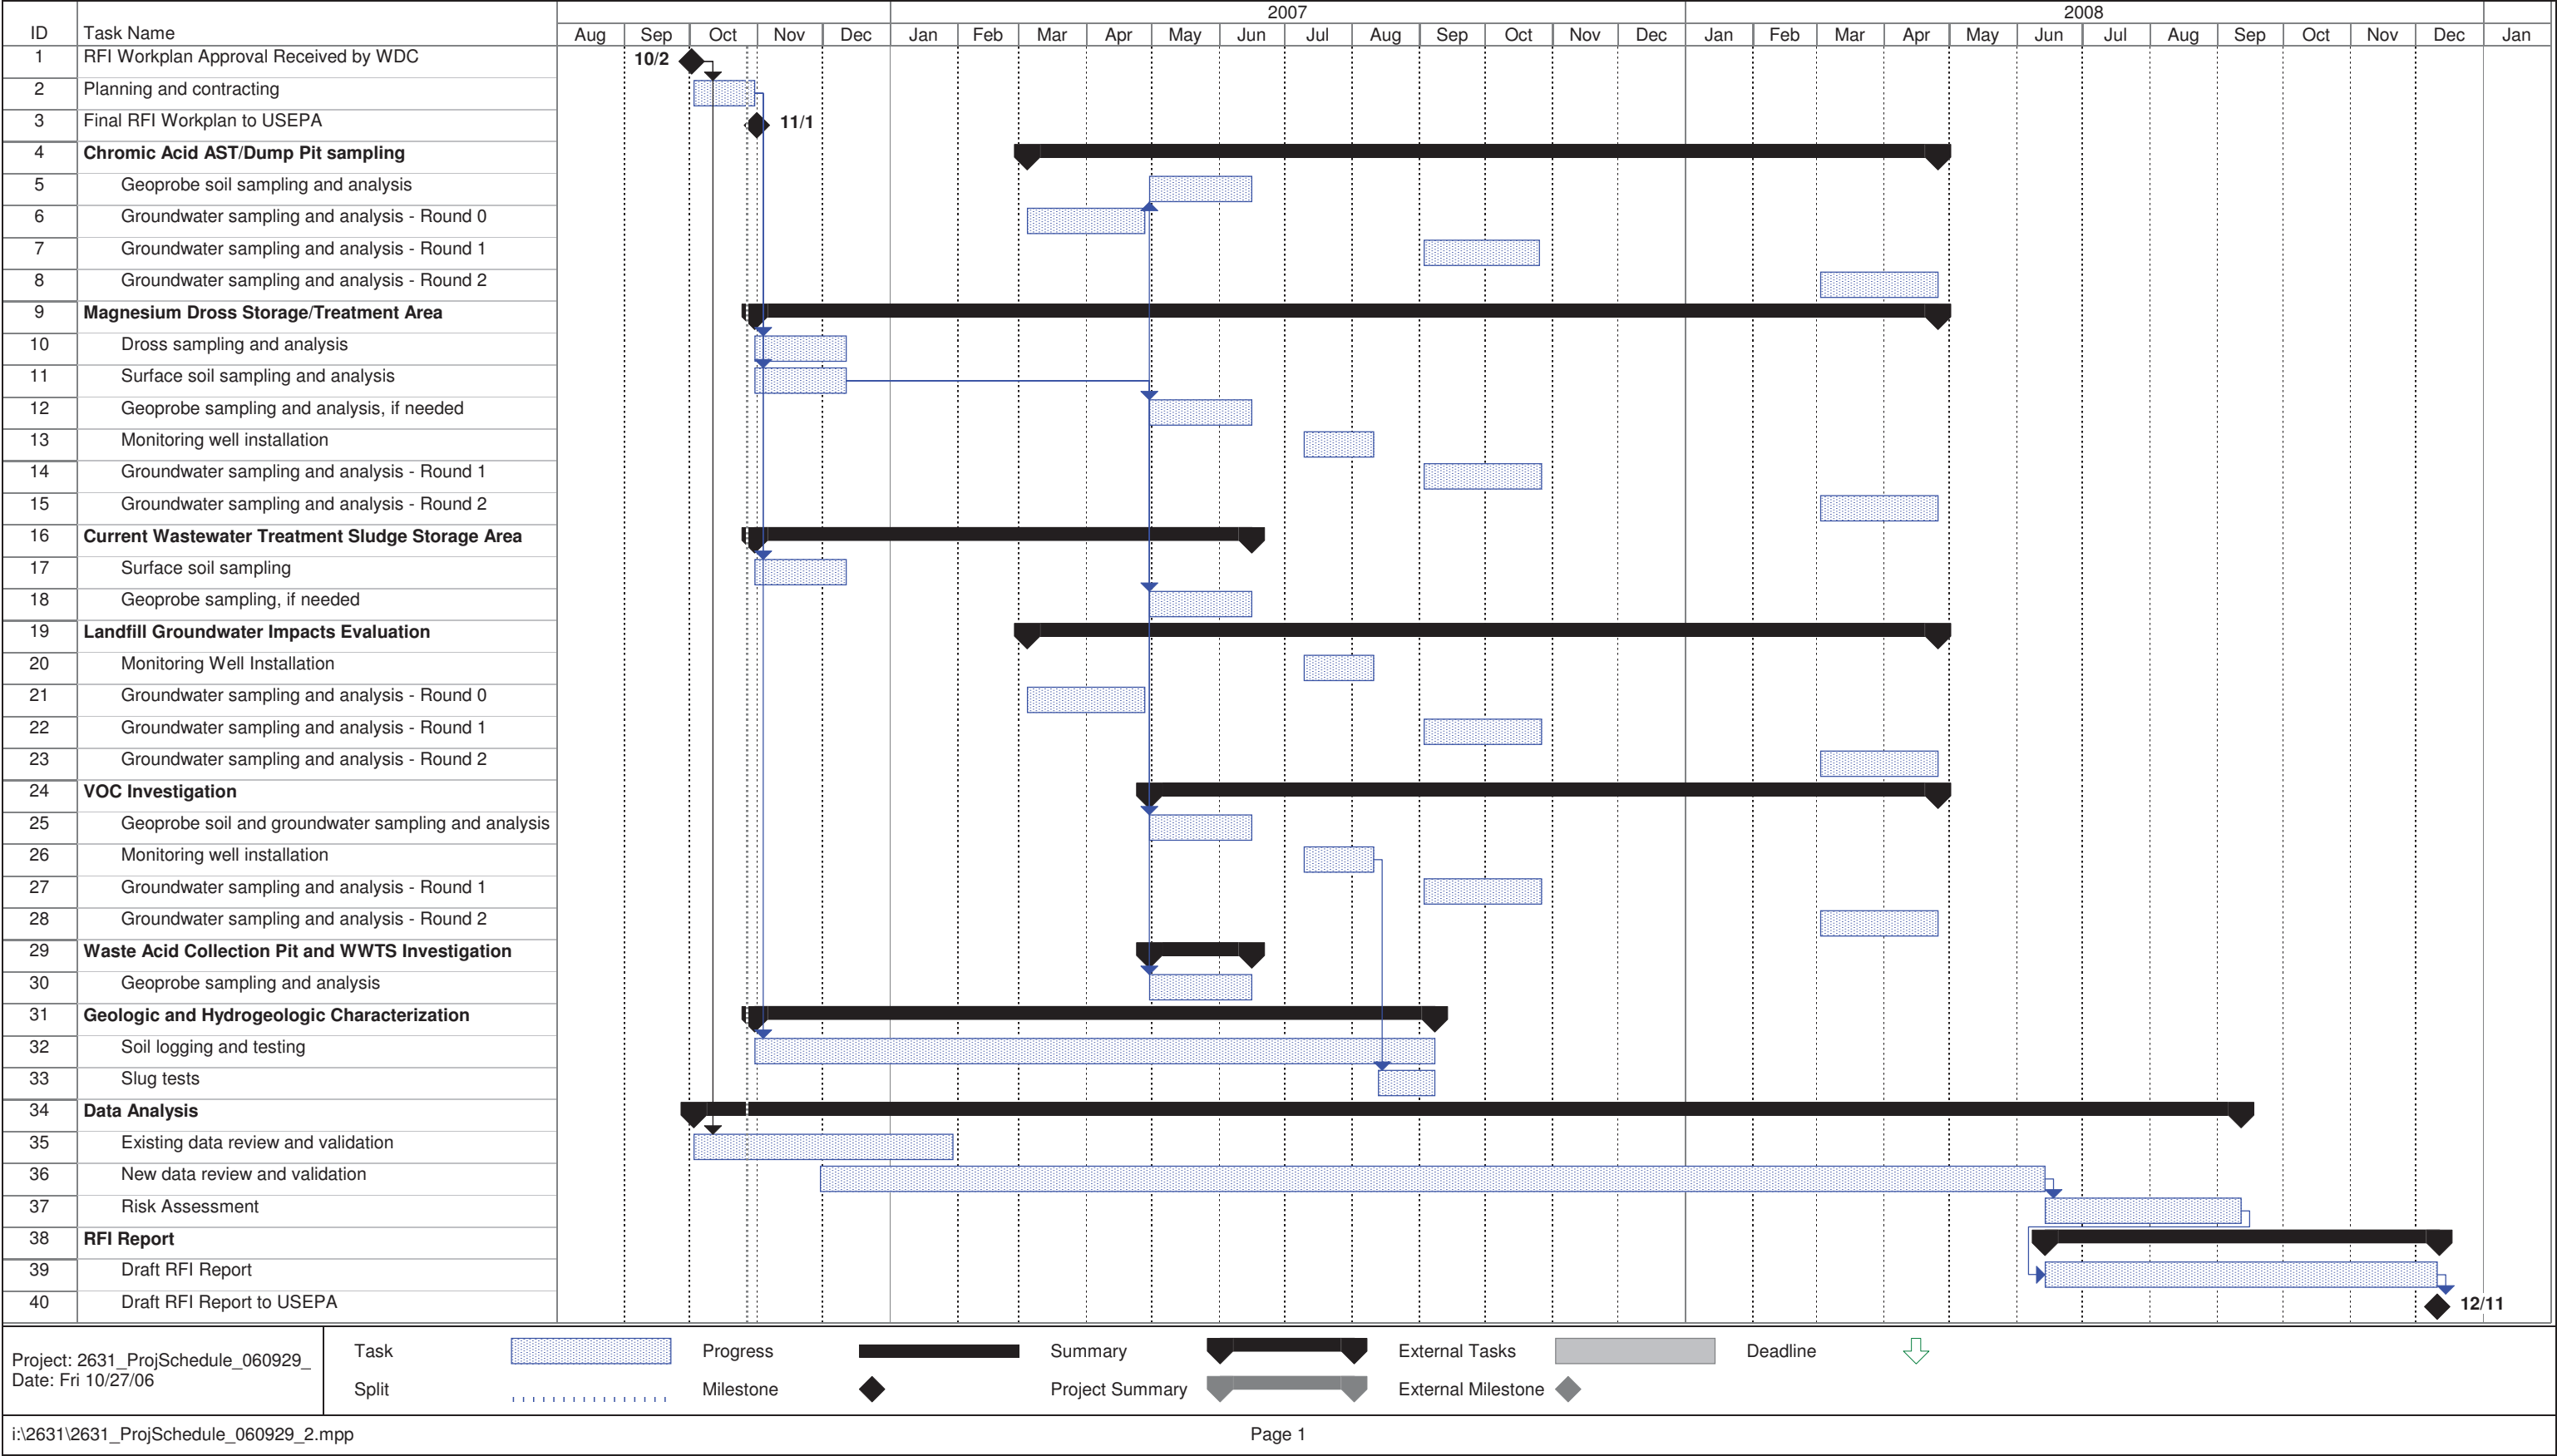 2007 2008
ID Task Name Aug Sep Oct Nov Dec Jan Feb Mar Apr May Jun Jul Aug Sep Oct Nov Dec Jan Feb Mar Apr May Jun Jul Aug Sep Oct Nov Dec Jan
1 RFI Workplan Approval Received by WDC 10/2
2 Planning and contracting
3 Final RFI Workplan to USEPA 11/1
4 Chromic Acid AST/Dump Pit sampling
5 Geoprobe soil sampling and analysis
6 Groundwater sampling and analysis - Round 0
7 Groundwater sampling and analysis - Round 1
8 Groundwater sampling and analysis - Round 2
9 Magnesium Dross Storage/Treatment Area
10 Dross sampling and analysis
11 Surface soil sampling and analysis
12 Geoprobe sampling and analysis, if needed
13 Monitoring well installation
14 Groundwater sampling and analysis - Round 1
15 Groundwater sampling and analysis - Round 2
16 Current Wastewater Treatment Sludge Storage Area
17 Surface soil sampling
18 Geoprobe sampling, if needed
19 Landfill Groundwater Impacts Evaluation
20 Monitoring Well Installation
21 Groundwater sampling and analysis - Round 0
22 Groundwater sampling and analysis - Round 1
23 Groundwater sampling and analysis - Round 2
24 VOC Investigation
25 Geoprobe soil and groundwater sampling and analysis
26 Monitoring well installation
27 Groundwater sampling and analysis - Round 1
28 Groundwater sampling and analysis - Round 2
29 Waste Acid Collection Pit and WWTS Investigation
30 Geoprobe sampling and analysis
31 Geologic and Hydrogeologic Characterization
32 Soil logging and testing
33 Slug tests
34 Data Analysis
35 Existing data review and validation
36 New data review and validation
37 Risk Assessment
38 RFI Report
39 Draft RFI Report
40 Draft RFI Report to USEPA 12/11
Project: 2631_ProjSchedule_060929_
Date: Fri 10/27/06
Task Progress Summary External Tasks Deadline
Split Milestone Project Summary External Milestone
i:\2631\2631_ProjSchedule_060929_2.mpp Page 1